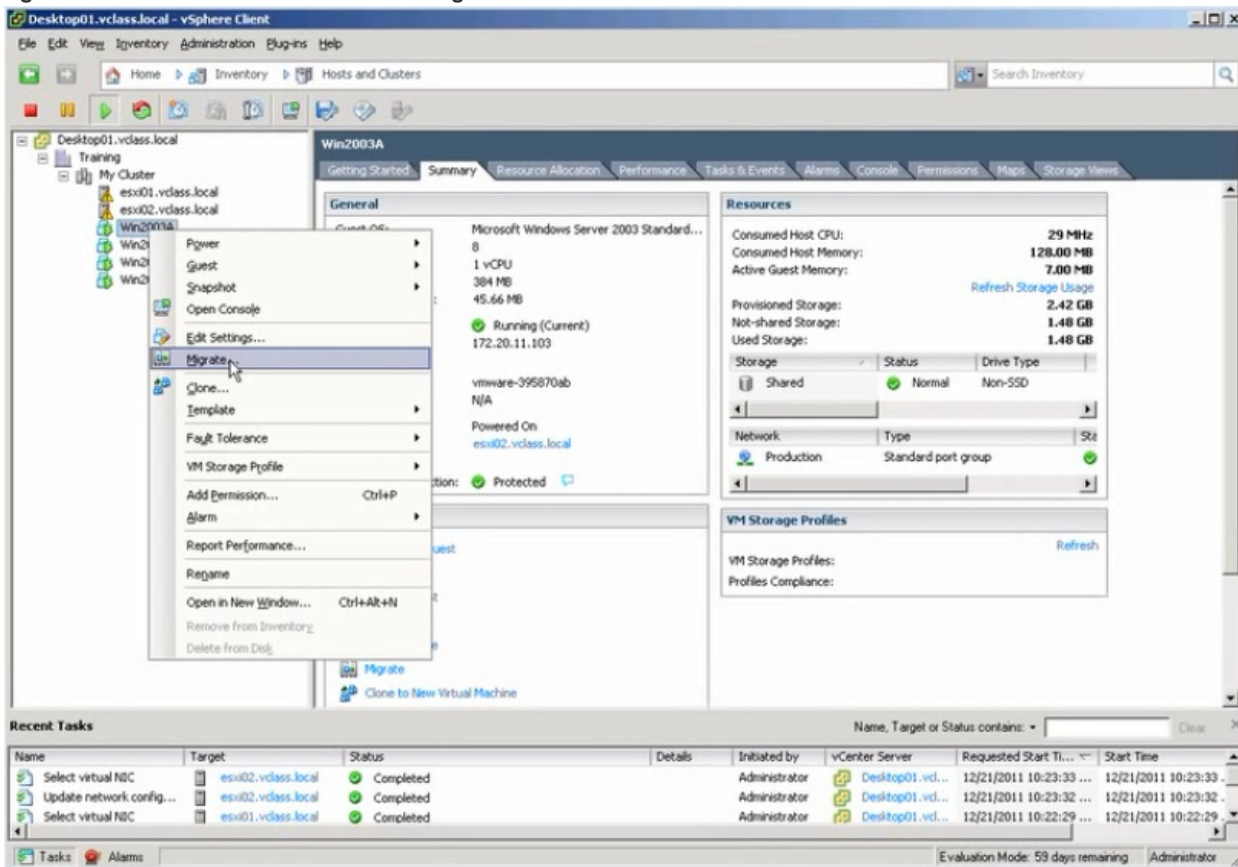 Desktop01.vclass.local - vSphere Client
File Edit View Inventory Administration Plug-ins Help
Home Inventory Hosts and Clusters
Search Inventory
Desktop01.vclass.local
Training
My Cluster
esxi01.vclass.local
esxi02.vclass.local
Win2003A
Win2
Win2
Win2
Power
Guest
Snapshot
Open Console
Edit Settings...
Migrate...
Clone...
Template
Fault Tolerance
VM Storage Profile
Add Permission... Ctrl+P
Alarm
Report Performance...
Rename
Open in New Window... Ctrl+Alt+N
Remove from Inventory
Delete from Disk
Win2003A
Getting Started Summary Resource Allocation Performance Tasks & Events Alarms Console Permissions Maps Storage Views
General
Guest OS: Microsoft Windows Server 2003 Standard...
8
1 vCPU
384 MB
45.66 MB
Running (Current)
172.20.11.103
vmware-395870ab
N/A
Powered On
esxi02.vclass.local
Protected
Migrate
Clone to New Virtual Machine
Resources
Consumed Host CPU: 29 MHz
Consumed Host Memory: 128.00 MB
Active Guest Memory: 7.00 MB
Refresh Storage Usage
Provisioned Storage: 2.42 GB
Not-shared Storage: 1.48 GB
Used Storage: 1.48 GB
Storage Status Drive Type
Shared Normal Non-SSD
Network Type Sta
Production Standard port group
VM Storage Profiles
Refresh
VM Storage Profiles:
Profiles Compliance:
Recent Tasks
Name, Target or Status contains: Clear
Name Target Status Details Initiated by vCenter Server Requested Start Ti... Start Time
Select virtual NIC esxi02.vclass.local Completed Administrator Desktop01.vcl... 12/21/2011 10:23:33 ... 12/21/2011 10:23:33 .
Update network config... esxi02.vclass.local Completed Administrator Desktop01.vcl... 12/21/2011 10:23:32 ... 12/21/2011 10:23:32 .
Select virtual NIC esxi01.vclass.local Completed Administrator Desktop01.vcl... 12/21/2011 10:22:29 ... 12/21/2011 10:22:29 .
Tasks Alarms
Evaluation Mode: 59 days remaining Administrator